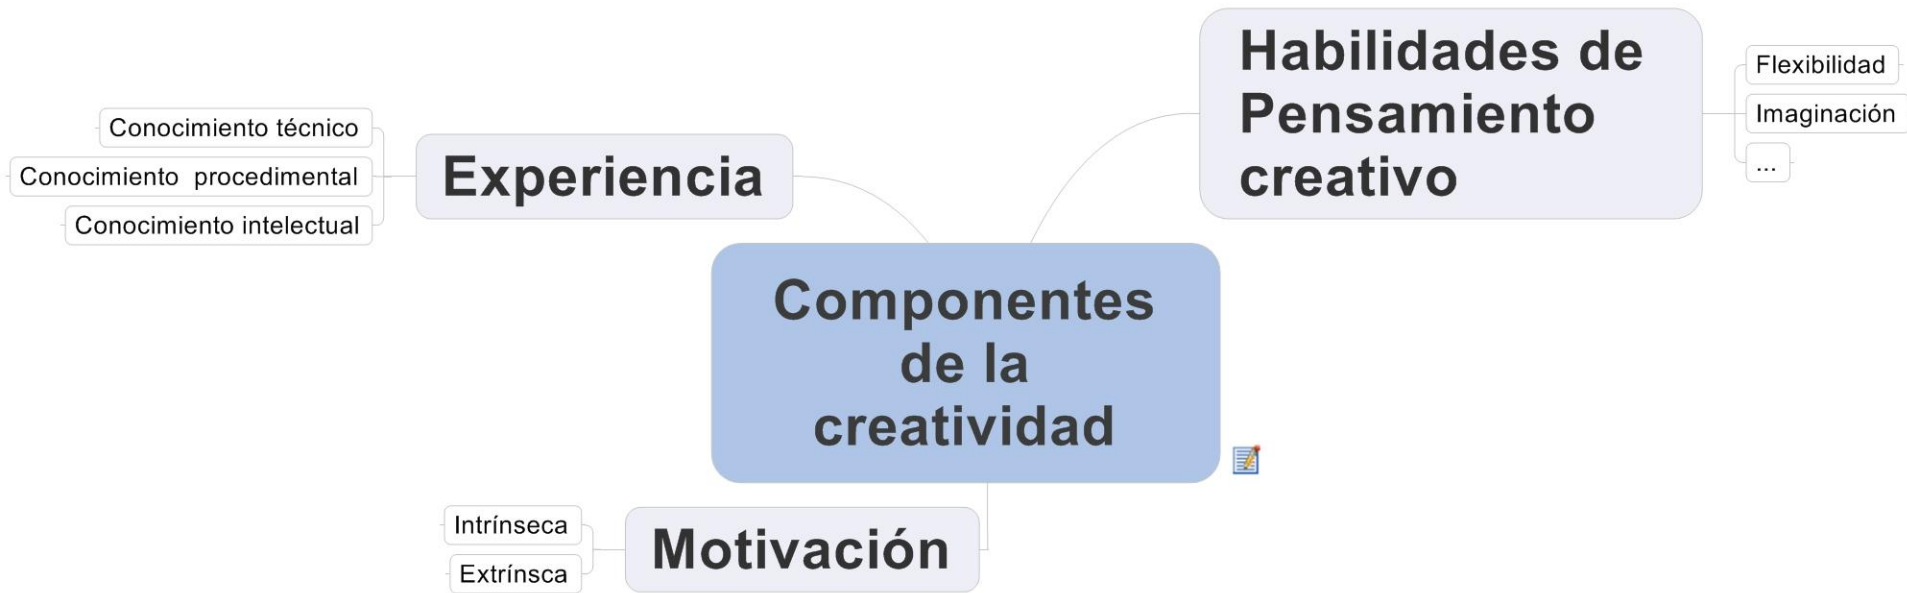 Habilidades de
Pensamiento
creativo
Flexibilidad
Imaginación
...
Conocimiento técnico
Conocimiento procedimental
Conocimiento intelectual
Experiencia
Componentes
de la
creatividad
Intrínseca
Extrínsca
Motivación